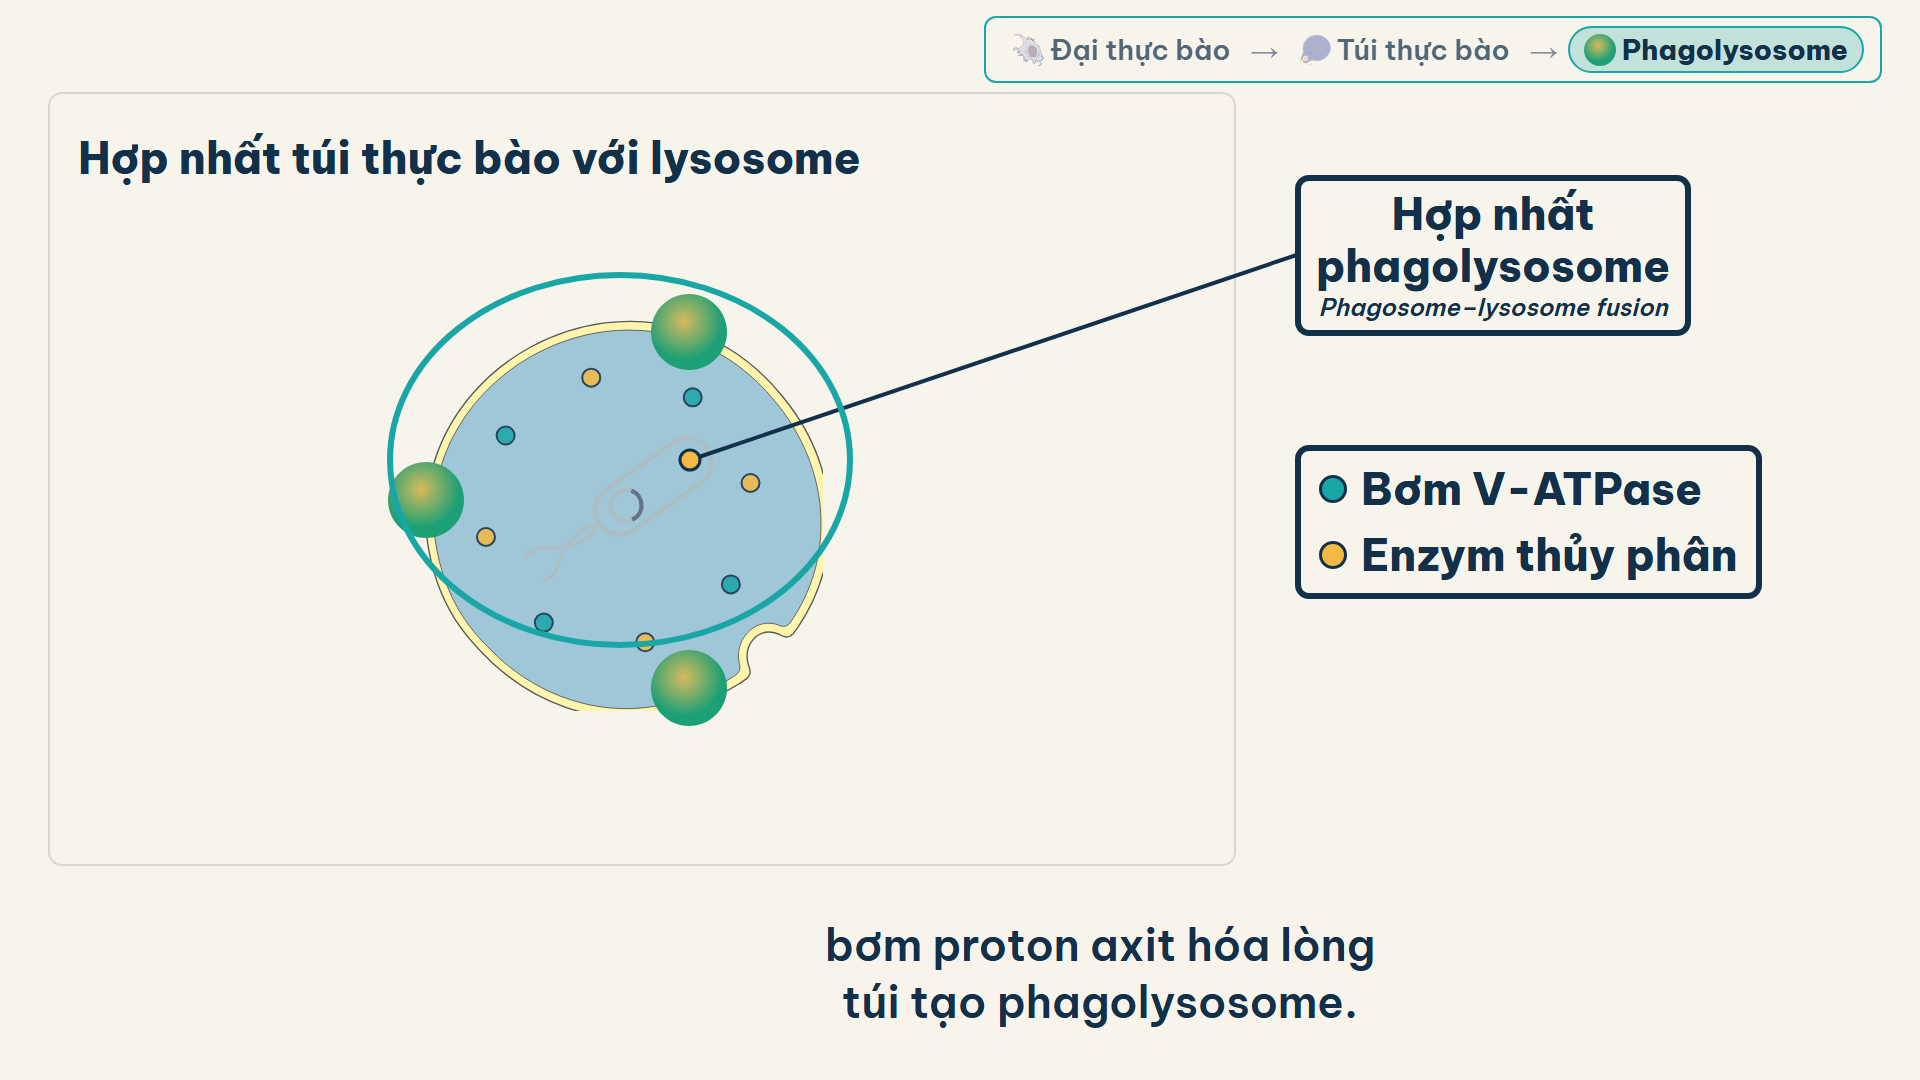 Đại thực bào → Túi thực bào → Phagolysosome
Hợp nhất túi thực bào với lysosome
Hợp nhất
phagolysosome
Phagosome–lysosome fusion
Bơm V-ATPase
Enzym thủy phân
bơm proton axit hóa lòng
túi tạo phagolysosome.